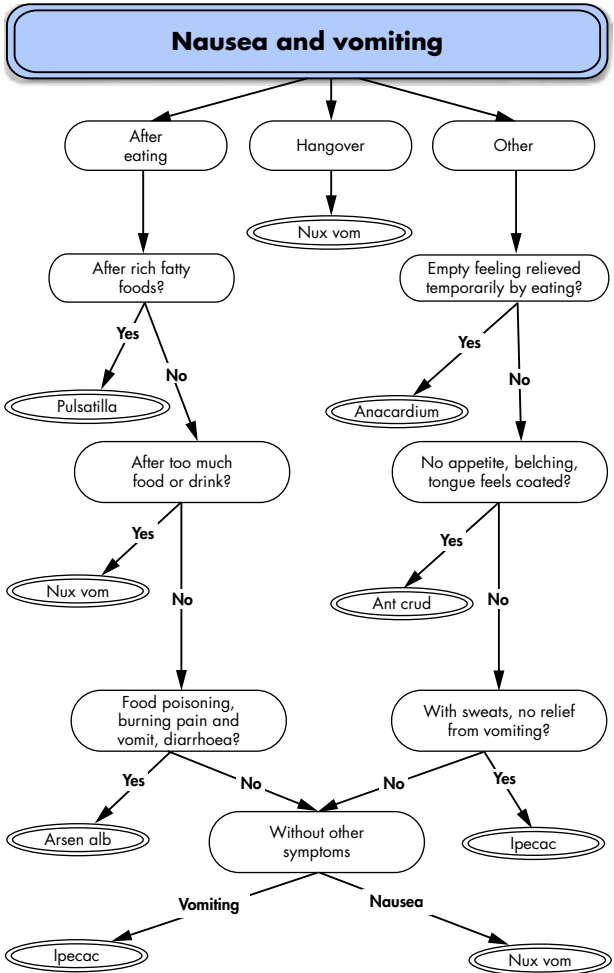 Nausea and vomiting
After
eating
Hangover
Other
Nux vom
After rich fatty
foods?
Empty feeling relieved
temporarily by eating?
Yes
No
Yes
No
Pulsatilla
Anacardium
After too much
food or drink?
No appetite, belching,
tongue feels coated?
Yes
No
Yes
No
Nux vom
Ant crud
Food poisoning,
burning pain and
vomit, diarrhoea?
With sweats, no relief
from vomiting?
Yes
No
No
Yes
Arsen alb
Without other
symptoms
Ipecac
Vomiting
Nausea
Ipecac
Nux vom